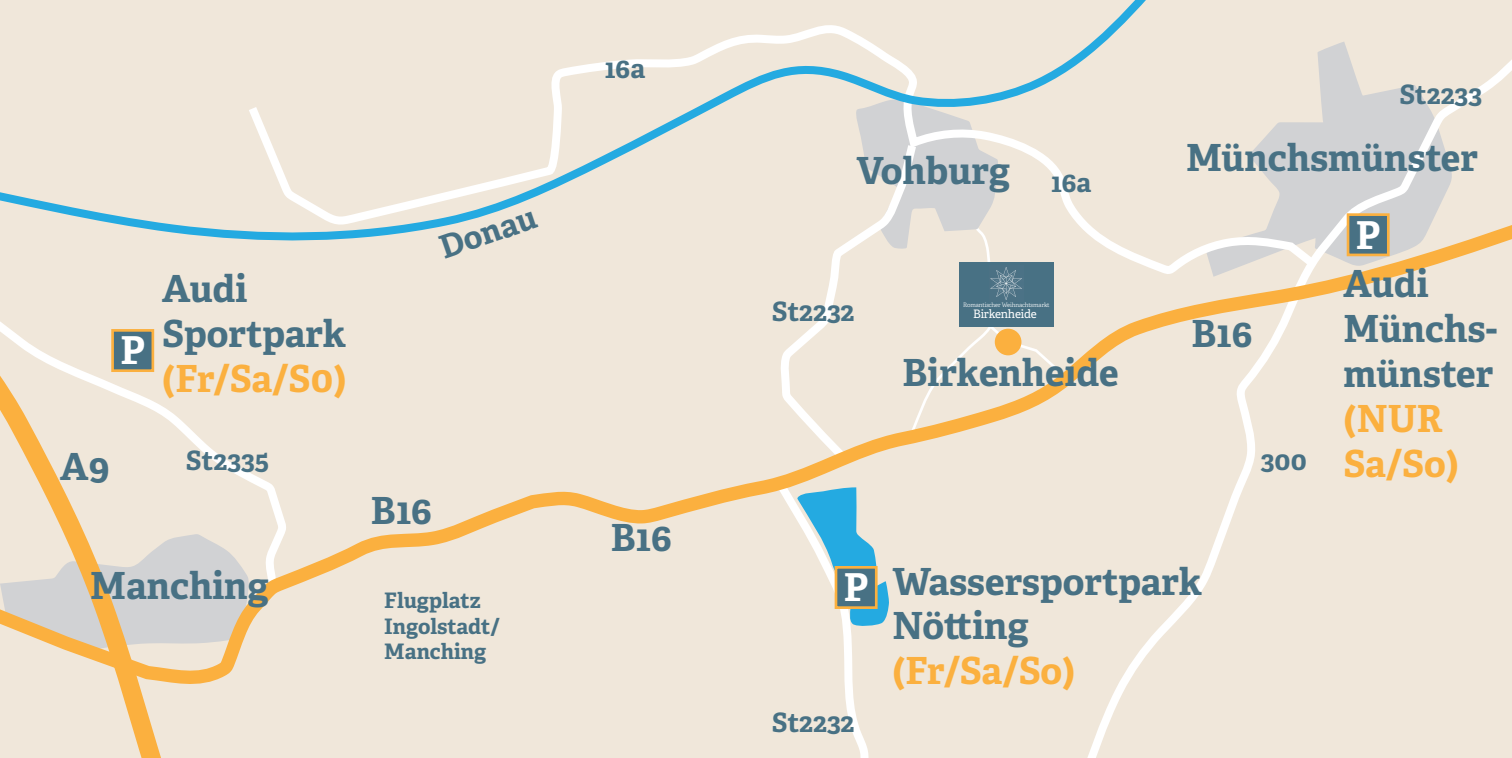 16a
St2233
Münchsmünster
Vohburg
16a
Donau
Audi
Sportpark
(Fr/Sa/So)
P
P
Romantischer Weihnachtsmarkt
Birkenheide
St2232
Birkenheide
B16
Audi
Münchs-
münster
(NUR
Sa/So)
A9
St2335
300
B16
B16
Manching
Flugplatz
Ingolstadt/
Manching
P
Wassersportpark
Nötting
(Fr/Sa/So)
St2232